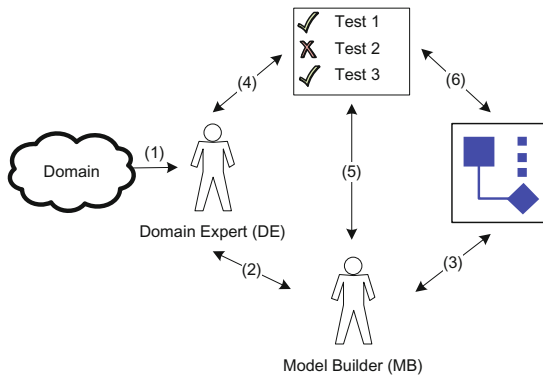 Test 1
Test 2
Test 3
(4)
(6)
(1)
Domain
(5)
Domain Expert (DE)
(2)
(3)
Model Builder (MB)